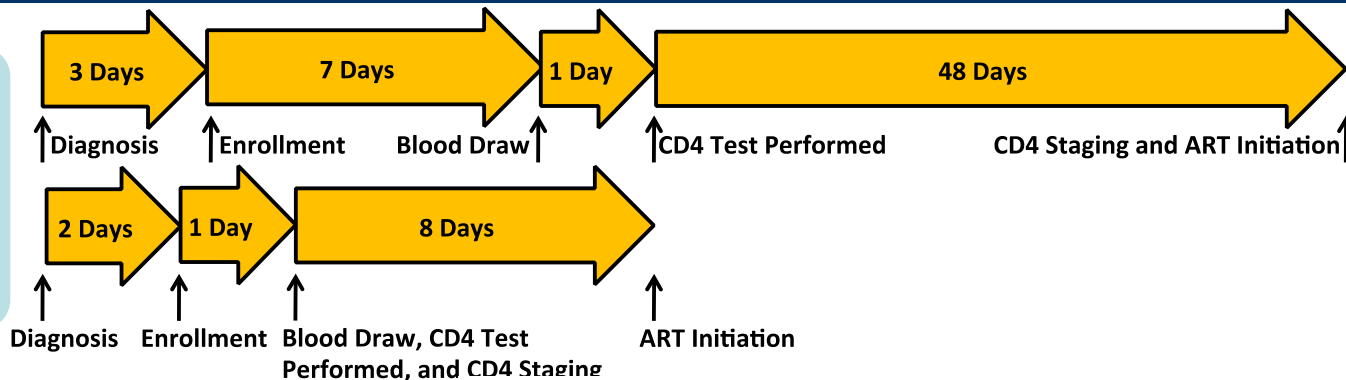 3 Days
7 Days
1 Day
48 Days
Diagnosis
Enrollment
Blood Draw
CD4 Test Performed
CD4 Staging and ART Initiation
2 Days
1 Day
8 Days
Diagnosis
Enrollment
Blood Draw, CD4 Test
Performed, and CD4 Staging
ART Initiation